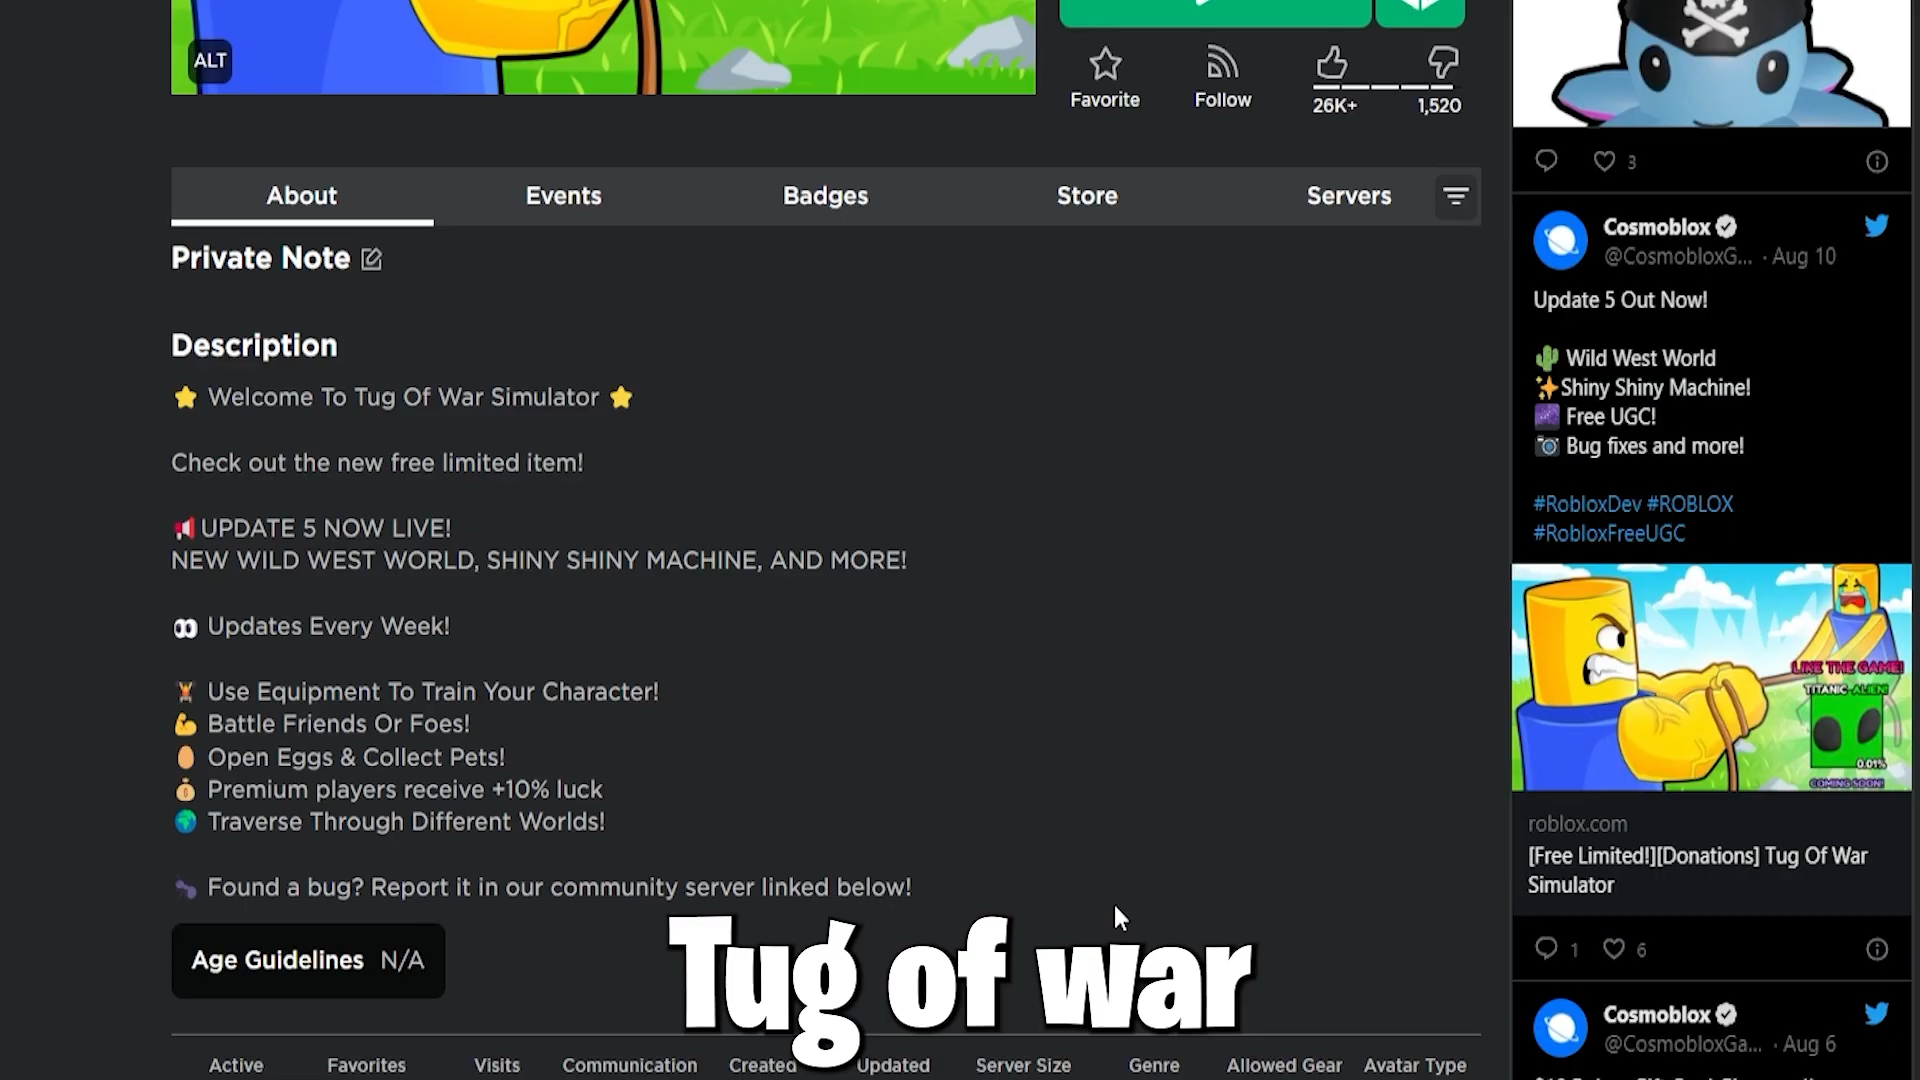 ALT
Favorite
Follow
26K+
1,520
About
Events
Badges
Store
Servers
Private Note
Description
⭐ Welcome To Tug Of War Simulator ⭐
Check out the new free limited item!
📢UPDATE 5 NOW LIVE!
NEW WILD WEST WORLD, SHINY SHINY MACHINE, AND MORE!
👀 Updates Every Week!
🏋️ Use Equipment To Train Your Character!
💪 Battle Friends Or Foes!
🥚 Open Eggs & Collect Pets!
💰 Premium players receive +10% luck
🌍 Traverse Through Different Worlds!
🐛 Found a bug? Report it in our community server linked below!
Age Guidelines N/A
Tug of war
Active
Favorites
Visits
Communication
Created
Updated
Server Size
Genre
Allowed Gear
Avatar Type
3
Cosmoblox
@CosmobloxG... · Aug 10
Update 5 Out Now!
🌵 Wild West World
✨Shiny Shiny Machine!
🌌 Free UGC!
📷 Bug fixes and more!
#RobloxDev #ROBLOX
#RobloxFreeUGC
LIKE THE GAME!
TITANIC ALIEN!
0.01%
COMING SOON!
roblox.com
[Free Limited!][Donations] Tug Of War
Simulator
1
6
Cosmoblox
@CosmobloxGa... · Aug 6